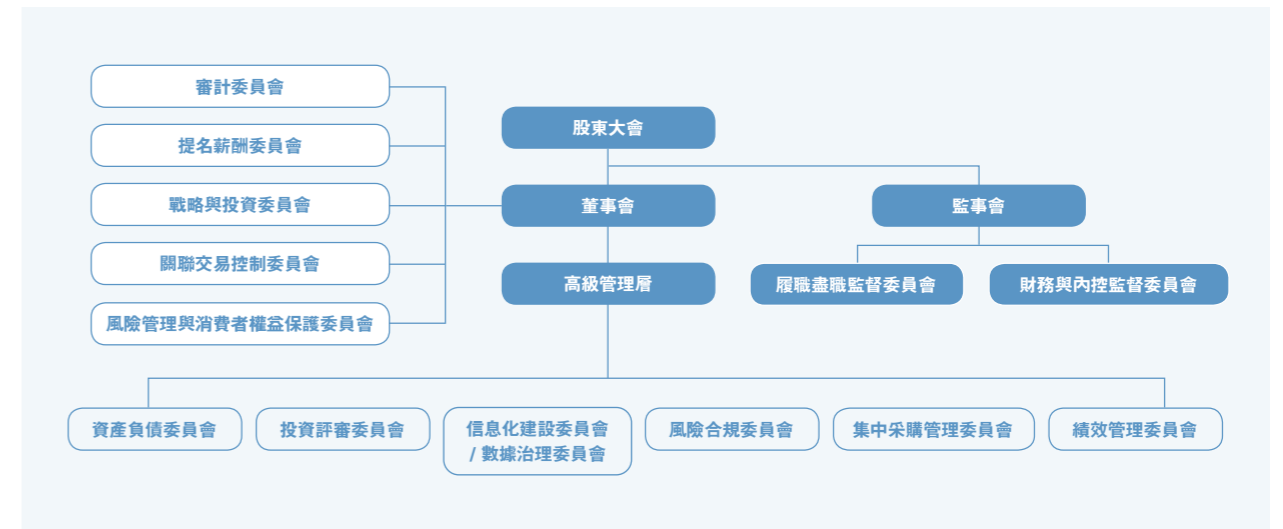 審計委員會
提名薪酬委員會
戰略與投資委員會
關聯交易控制委員會
風險管理與消費者權益保護委員會
股東大會
董事會
監事會
高級管理層
履職盡職監督委員會
財務與內控監督委員會
資產負債委員會
投資評審委員會
信息化建設委員會
/ 數據治理委員會
風險合規委員會
集中采購管理委員會
績效管理委員會